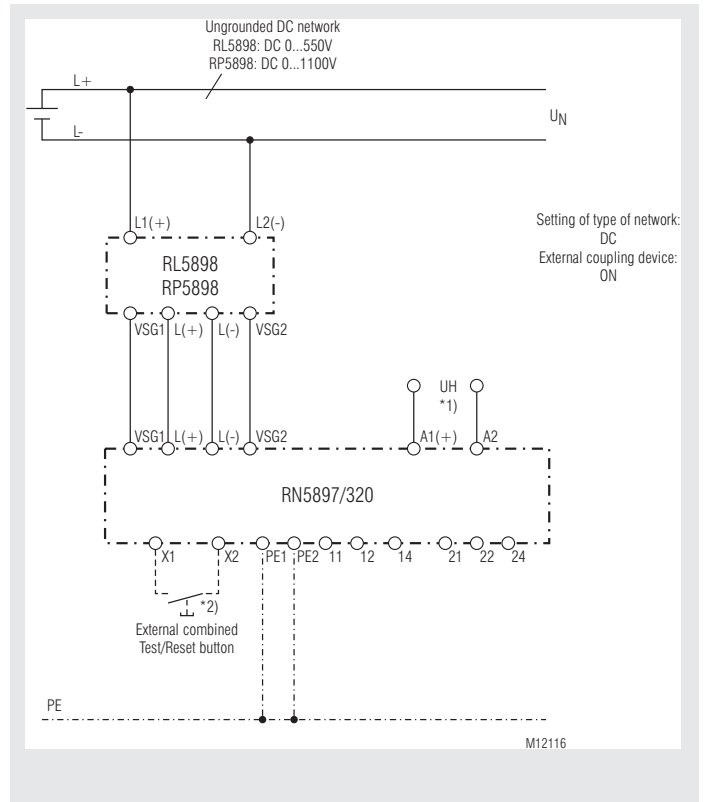 Ungrounded DC network
RL5898: DC 0...550V
RP5898: DC 0...1100V
L+
UN
L-
L1(+)
L2(-)
Setting of type of network:
DC
External coupling device:
ON
RL5898
RP5898
VSG1 L(+) L(-) VSG2
UH
*1)
VSG1 L(+) L(-) VSG2
A1(+) A2
RN5897/320
X1 X2 PE1 PE2 11 12 14 21 22 24
*2)
External combined
Test/Reset button
PE
M12116